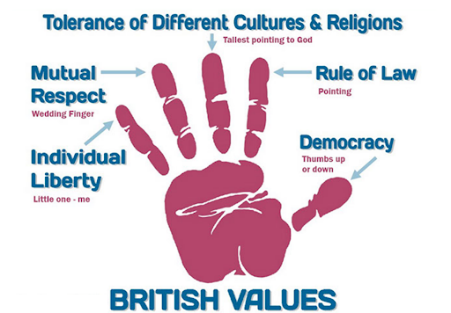 Tolerance of Different Cultures & Religions
Tallest pointing to God
Mutual
Respect
Wedding Finger
Rule of Law
Pointing
Individual
Liberty
Little one - me
Democracy
Thumbs up
or down
BRITISH VALUES